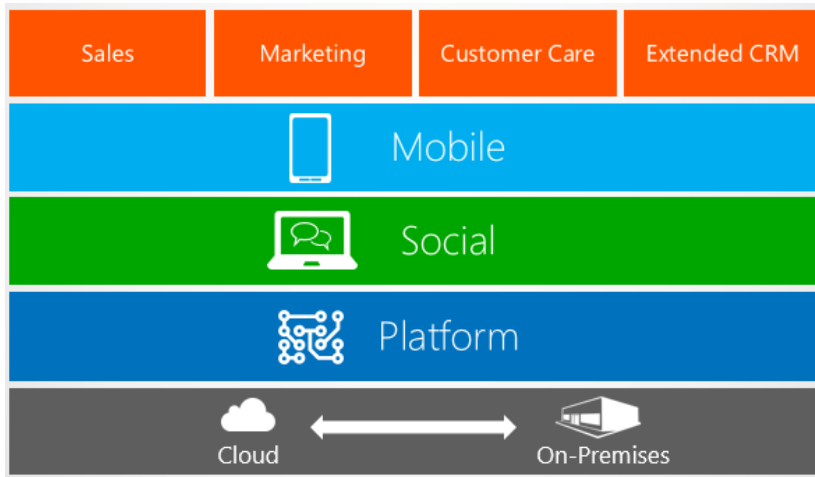 Sales
Marketing
Customer Care
Extended CRM
Mobile
Social
Platform
Cloud
On-Premises